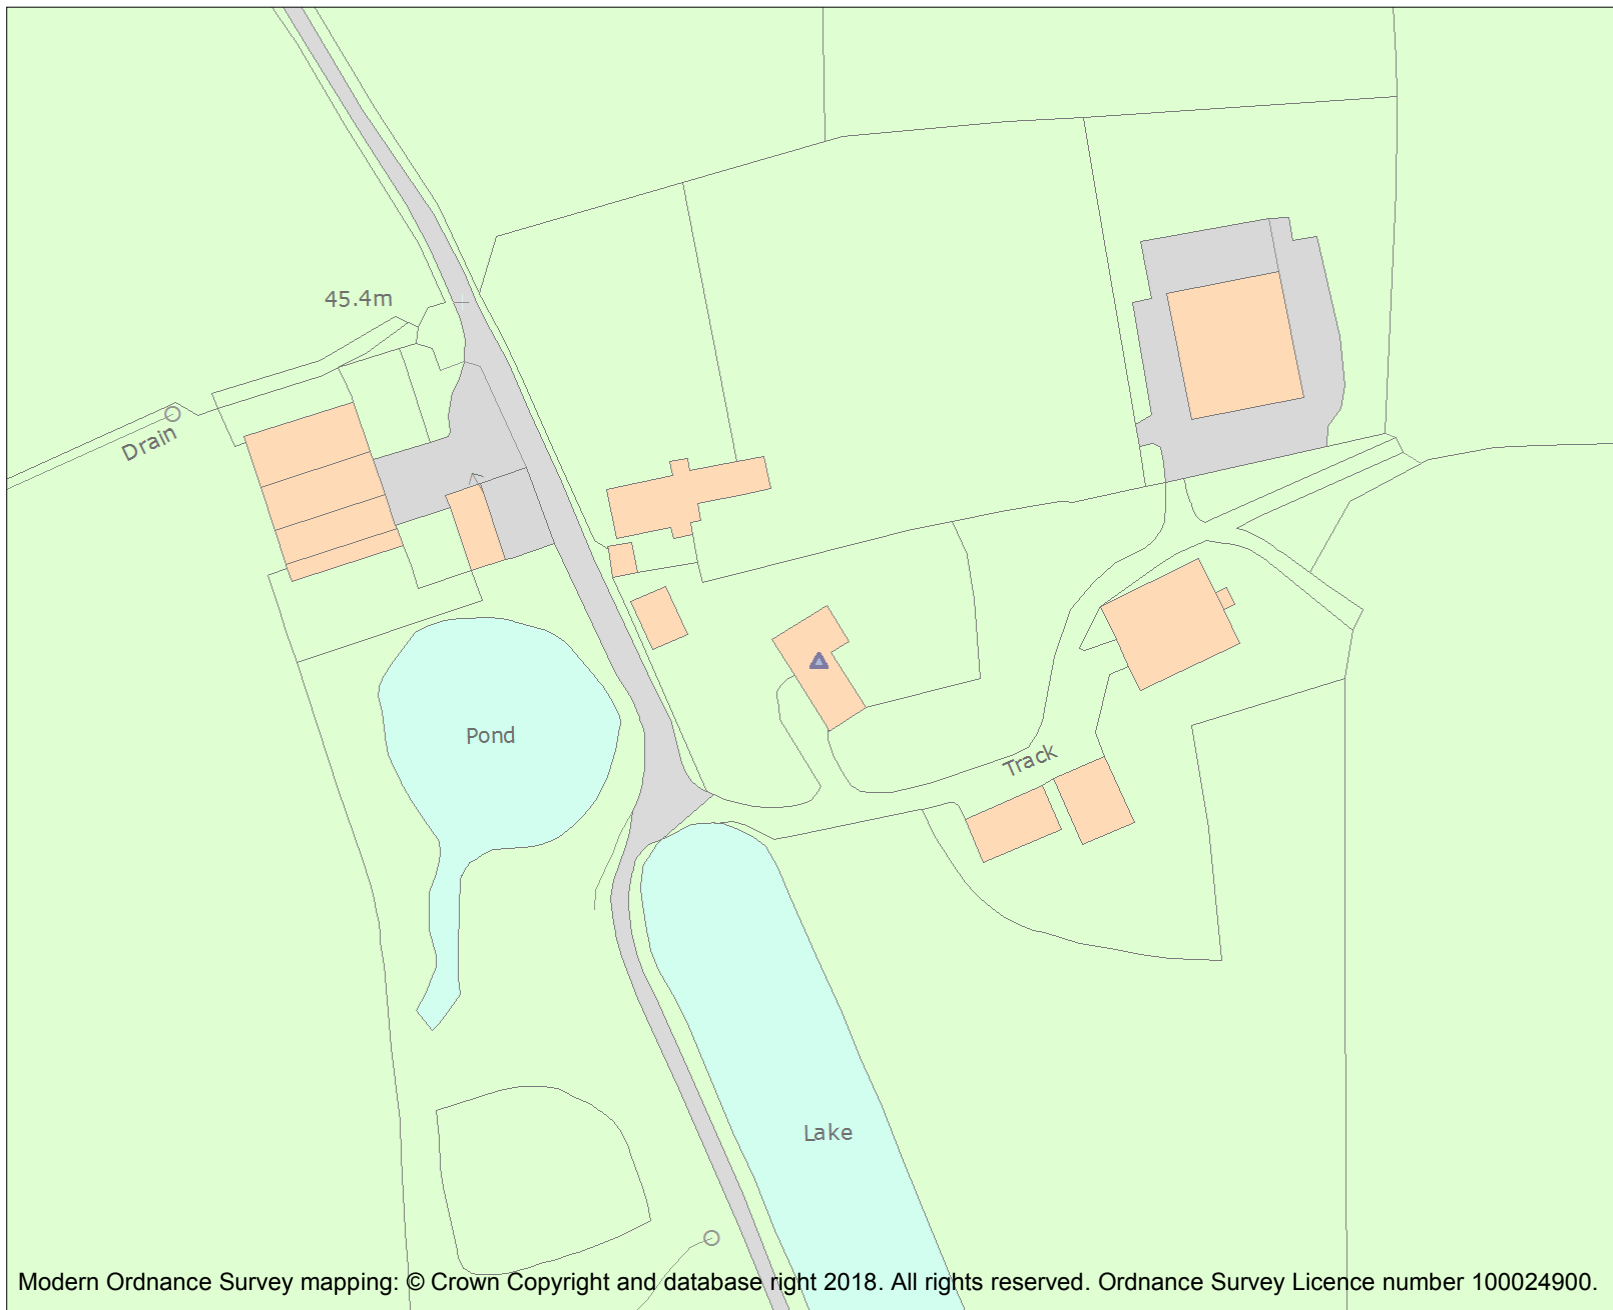 45.4m
Drain
Pond
Track
Lake
Modern Ordnance Survey mapping: © Crown Copyright and database right 2018. All rights reserved. Ordnance Survey Licence number 100024900.